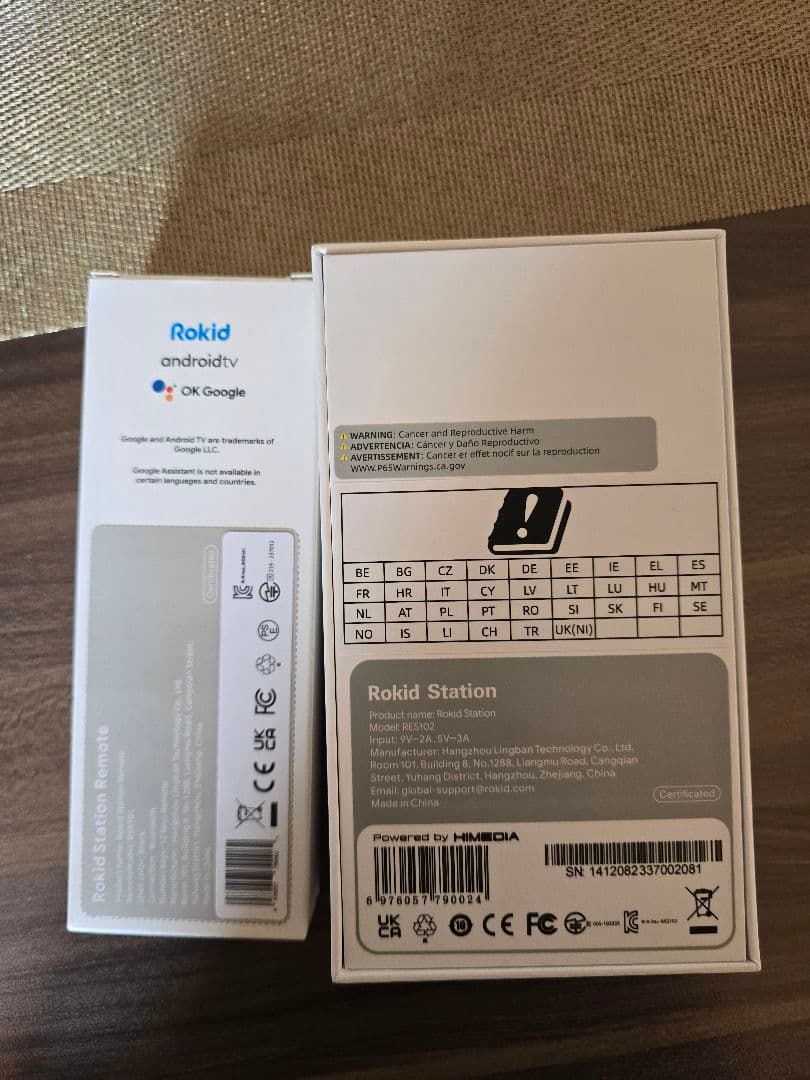 Rokid
androidtv
OK Google
Google and Android TV are trademarks of
Google LLC.
Google Assistant is not available in
certain languages and countries.
Certificated
Rokid Station Remote
UK
CA
CE
FC
PS
E
WARNING: Cancer and Reproductive Harm
ADVERTENCIA: Cáncer y Daño Reproductivo
AVERTISSEMENT: Cancer er effet nocif sur la reproduction
WWW.P65Warnings.ca.gov
BE BG CZ DK DE EE IE EL ES
FR HR IT CY LV LT LU HU MT
NL AT PL PT RO SI SK FI SE
NO IS LI CH TR UK(NI)
Rokid Station
Product name: Rokid Station
Model: RES102
Input: 9V⎓2A, 5V⎓3A
Manufacturer: Hangzhou Lingban Technology Co., Ltd.
Room 101, Building 8, No.1288, Liangmu Road, Cangqian
Street, Yuhang District, Hangzhou, Zhejiang, China
Email: global-support@rokid.com
Made in China
Certificated
Powered by HIMEDIA
6 976057 790024
SN: 1412082337002081
UK
CA
10
CE
FC